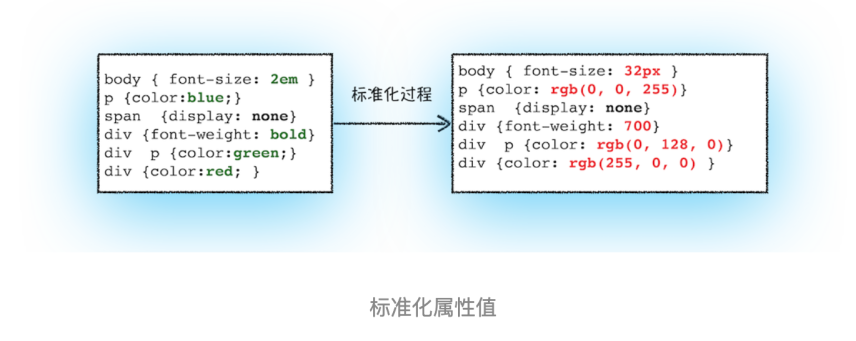 body { font-size: 2em }
p {color:blue;}
span  {display: none}
div {font-weight: bold}
div  p {color:green;}
div {color:red; }
标准化过程
body { font-size: 32px }
p {color: rgb(0, 0, 255)}
span  {display: none}
div {font-weight: 700}
div  p {color: rgb(0, 128, 0)}
div {color: rgb(255, 0, 0) }
标准化属性值